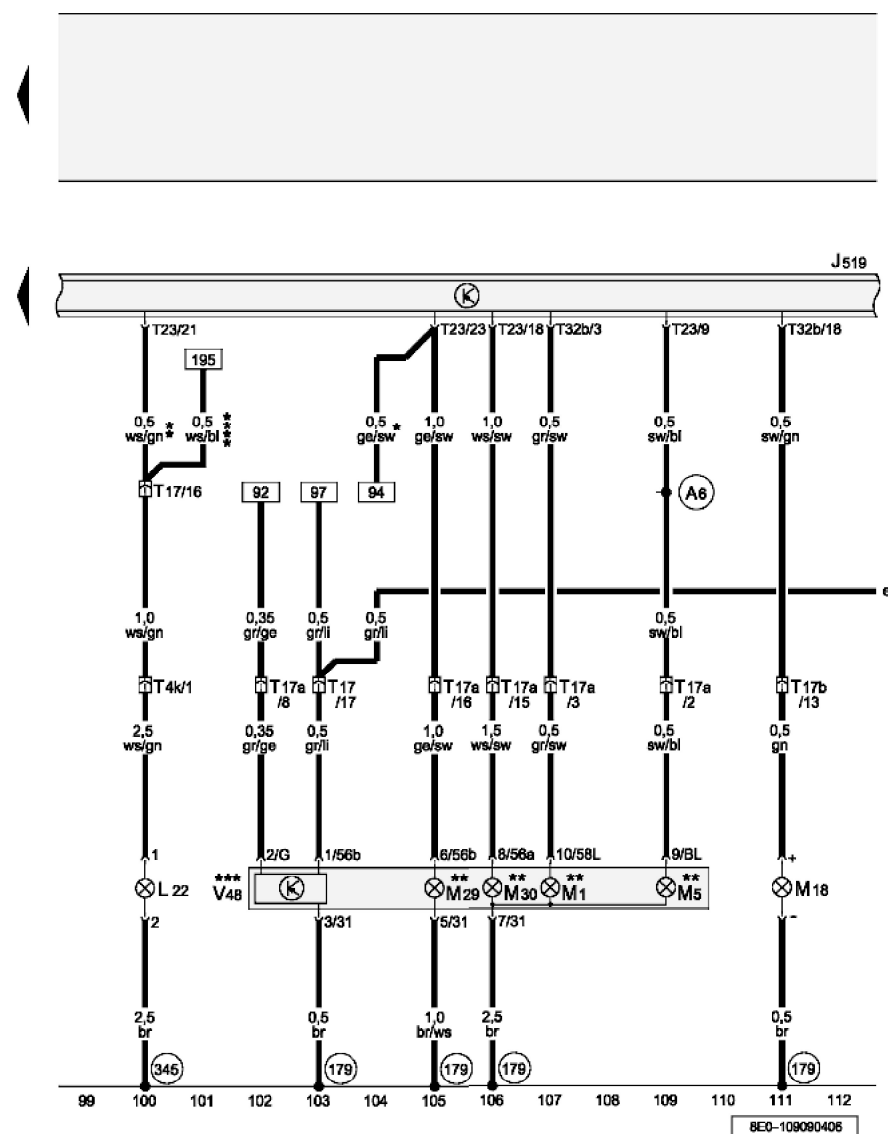 J519
T23/21
T23/23
T23/18
T32b/3
T23/9
T32b/18
195
0,5
ws/gn
**
0,5
ws/bl
****
0,5
ge/sw
*
1,0
ge/sw
1,0
ws/sw
0,5
gr/sw
0,5
sw/bl
0,5
sw/gn
T17/16
92
97
94
A6
e
1,0
ws/gn
0,35
gr/ge
0,5
gr/li
0,5
gr/li
0,5
sw/bl
T4k/1
T17a
/8
T17
/17
T17a
/16
T17a
/15
T17a
/3
T17a
/2
T17b
/13
2,5
ws/gn
0,35
gr/ge
0,5
gr/li
1,0
ge/sw
1,5
ws/sw
0,5
gr/sw
0,5
sw/bl
0,5
gn
1
2/G
1/56b
6/56b
8/56a
10/58L
9/BL
+
L22
***
V48
**
M29
**
M30
**
M1
**
M5
M18
2
3/31
5/31
7/31
-
2,5
br
0,5
br
1,0
br/ws
2,5
br
0,5
br
345
179
179
179
179
99 100 101 102 103 104 105 106 107 108 109 110 111 112
8E0-109090406